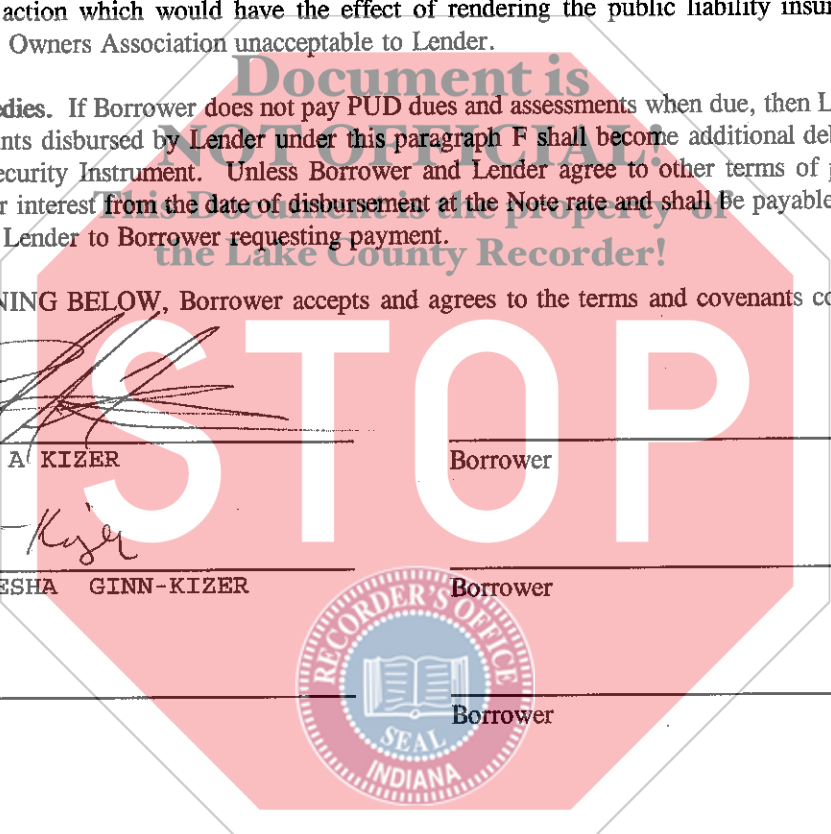 action which would have the effect of rendering the public liability insur
Owners Association unacceptable to Lender.
Document is
edies. If Borrower does not pay PUD dues and assessments when due, then L
nts disbursed by Lender under this paragraph F shall become additional de
NOT OFFICIAL!
ecurity Instrument. Unless Borrower and Lender agree to other terms of p
r interest from the date of disbursement at the Note rate and shall be payable
This Document is the property of
Lender to Borrower requesting payment.
the Lake County Recorder!
NING BELOW, Borrower accepts and agrees to the terms and covenants co
STOP
A KIZER
Borrower
Kizer
ESHA GINN-KIZER
Borrower
RECORDER'S OFFICE
SEAL
INDIANA
Borrower